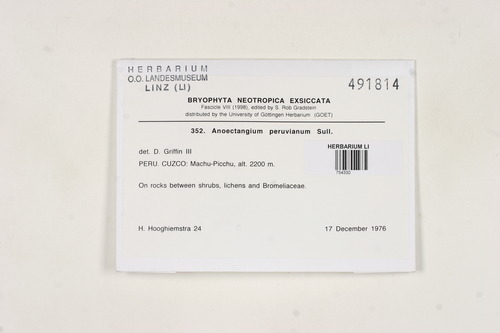 HERBARIUM
O.O. LANDESMUSEUM
LINZ (LI)
491814
BRYOPHYTA NEOTROPICA EXSICCATA
Fascicle VIII (1998), edited by S. Rob Gradstein
distributed by the University of Göttingen Herbarium (GOET)
352. Anoectangium peruvianum Sull.
det. D. Griffin III
HERBARIUM LI
PERU. CUZCO: Machu-Picchu, alt. 2200 m.
754350
On rocks between shrubs, lichens and Bromeliaceae.
H. Hooghiemstra 24
17 December 1976